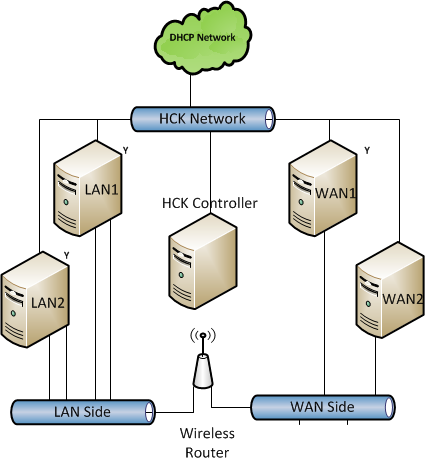 DHCP Network
HCK Network
Y
Y
LAN1
WAN1
HCK Controller
Y
LAN2
WAN2
LAN Side
WAN Side
Wireless
Router